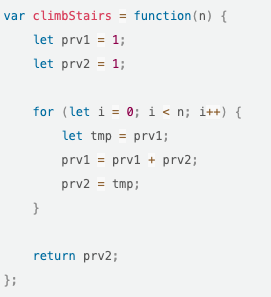 var climbStairs = function(n) {
    let prv1 = 1;
    let prv2 = 1;

    for (let i = 0; i < n; i++) {
        let tmp = prv1;
        prv1 = prv1 + prv2;
        prv2 = tmp;
    }

    return prv2;
};